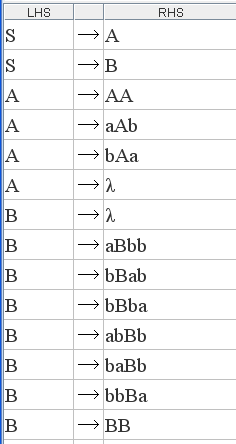 LHS RHS
S → A
S → B
A → AA
A → aAb
A → bAa
A → λ
B → λ
B → aBbb
B → bBab
B → bBba
B → abBb
B → baBb
B → bbBa
B → BB